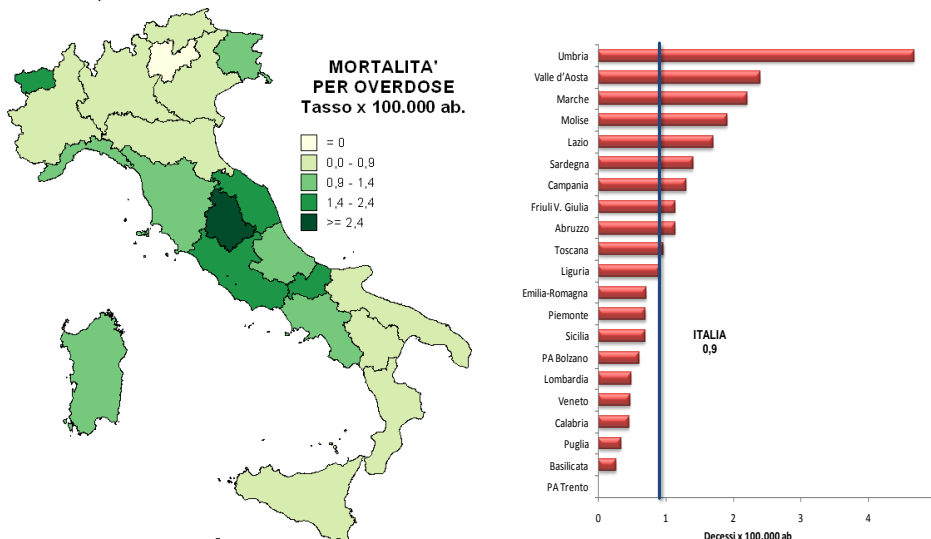 MORTALITA'
PER OVERDOSE
Tasso x 100.000 ab.
= 0
0,0 - 0,9
0,9 - 1,4
1,4 - 2,4
>= 2,4
Umbria
Valle d'Aosta
Marche
Molise
Lazio
Sardegna
Campania
Friuli V. Giulia
Abruzzo
Toscana
Liguria
Emilia-Romagna
Piemonte
Sicilia
PA Bolzano
Lombardia
Veneto
Calabria
Puglia
Basilicata
PA Trento
ITALIA
0,9
0 1 2 3 4
Decessi x 100.000 ab